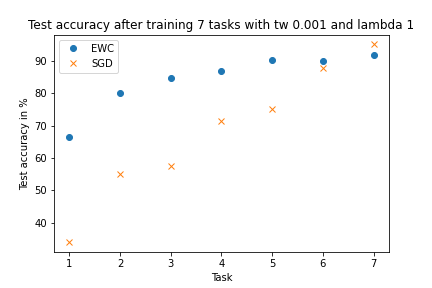 Test accuracy after training 7 tasks with tw 0.001 and lambda 1
EWC
SGD
90
80
70
60
50
40
Test accuracy in %
1 2 3 4 5 6 7
Task